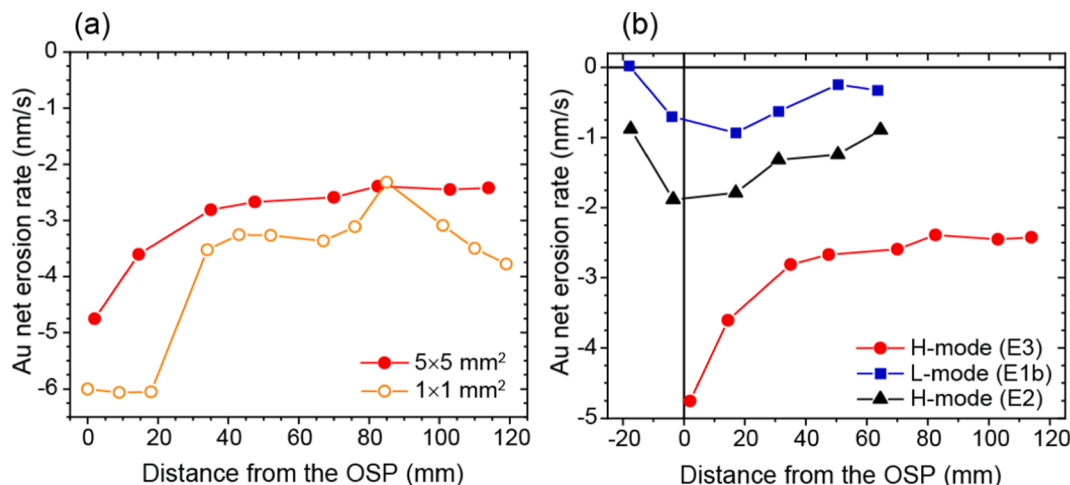 (a)
0
-1
-2
-3
-4
-5
-6
Au net erosion rate (nm/s)
5×5 mm²
1×1 mm²
0 20 40 60 80 100 120
Distance from the OSP (mm)
(b)
0
-1
-2
-3
-4
-5
Au net erosion rate (nm/s)
H-mode (E3)
L-mode (E1b)
H-mode (E2)
-20 0 20 40 60 80 100 120
Distance from the OSP (mm)